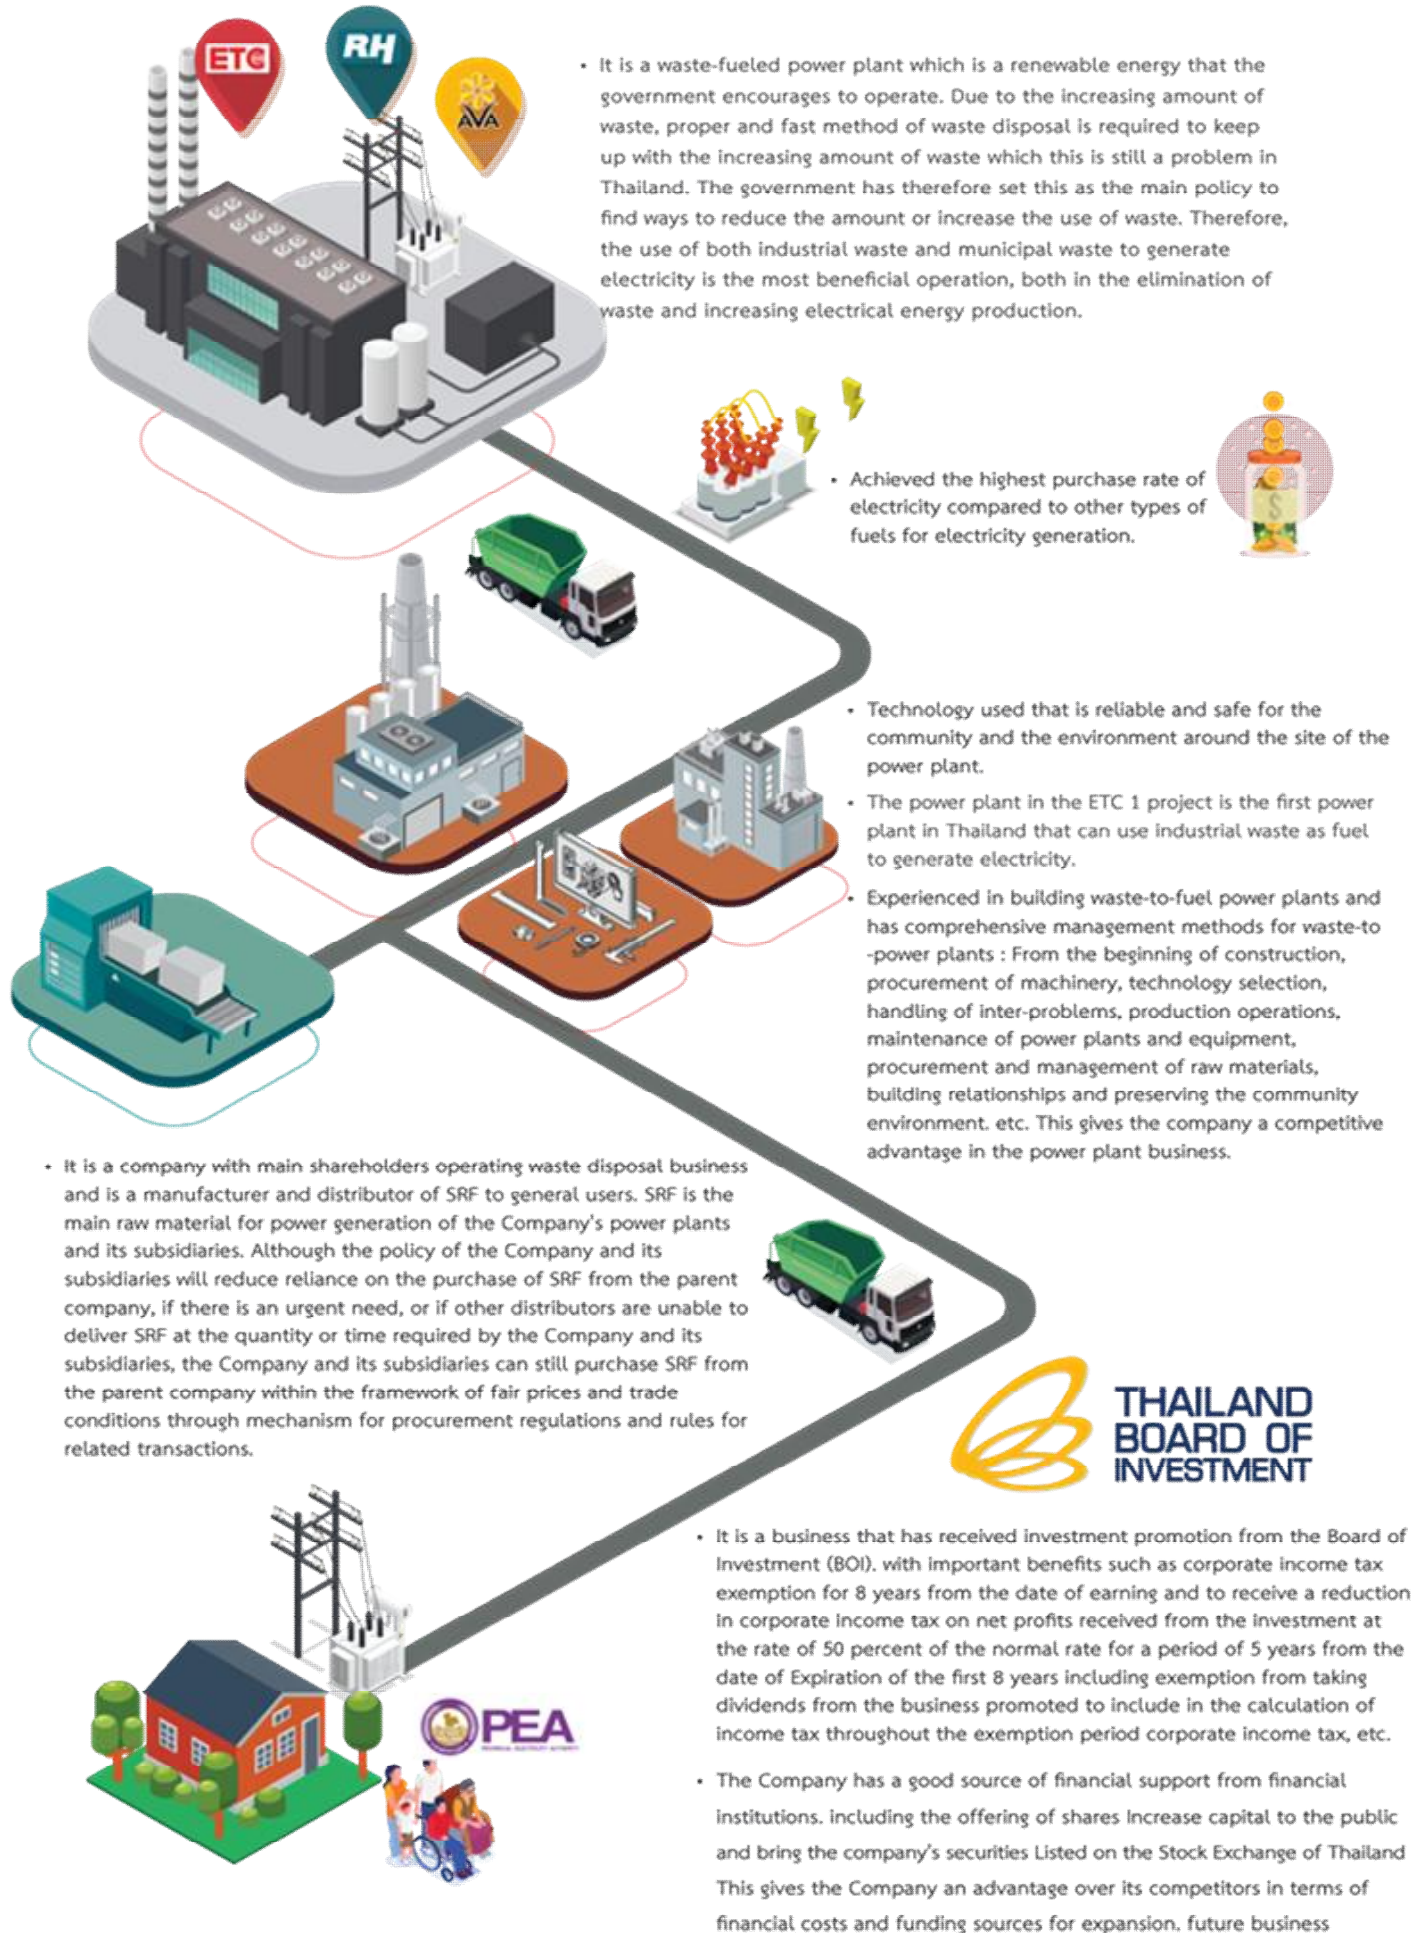 ETC
RH
AVA
• It is a waste-fueled power plant which is a renewable energy that the
government encourages to operate. Due to the increasing amount of
waste, proper and fast method of waste disposal is required to keep
up with the increasing amount of waste which this is still a problem in
Thailand. The government has therefore set this as the main policy to
find ways to reduce the amount or increase the use of waste. Therefore,
the use of both industrial waste and municipal waste to generate
electricity is the most beneficial operation, both in the elimination of
waste and increasing electrical energy production.
• Achieved the highest purchase rate of
electricity compared to other types of
fuels for electricity generation.
$
• Technology used that is reliable and safe for the
community and the environment around the site of the
power plant.
• The power plant in the ETC 1 project is the first power
plant in Thailand that can use industrial waste as fuel
to generate electricity.
• Experienced in building waste-to-fuel power plants and
has comprehensive management methods for waste-to
-power plants : From the beginning of construction,
procurement of machinery, technology selection,
handling of inter-problems, production operations,
maintenance of power plants and equipment,
procurement and management of raw materials,
building relationships and preserving the community
environment. etc. This gives the company a competitive
advantage in the power plant business.
• It is a company with main shareholders operating waste disposal business
and is a manufacturer and distributor of SRF to general users. SRF is the
main raw material for power generation of the Company's power plants
and its subsidiaries. Although the policy of the Company and its
subsidiaries will reduce reliance on the purchase of SRF from the parent
company, if there is an urgent need, or if other distributors are unable to
deliver SRF at the quantity or time required by the Company and its
subsidiaries, the Company and its subsidiaries can still purchase SRF from
the parent company within the framework of fair prices and trade
conditions through mechanism for procurement regulations and rules for
related transactions.
THAILAND
BOARD OF
INVESTMENT
• It is a business that has received investment promotion from the Board of
Investment (BOI). with important benefits such as corporate income tax
exemption for 8 years from the date of earning and to receive a reduction
in corporate income tax on net profits received from the investment at
the rate of 50 percent of the normal rate for a period of 5 years from the
date of Expiration of the first 8 years including exemption from taking
dividends from the business promoted to include in the calculation of
income tax throughout the exemption period corporate income tax, etc.
PEA
• The Company has a good source of financial support from financial
institutions. including the offering of shares Increase capital to the public
and bring the company's securities Listed on the Stock Exchange of Thailand
This gives the Company an advantage over its competitors in terms of
financial costs and funding sources for expansion. future business